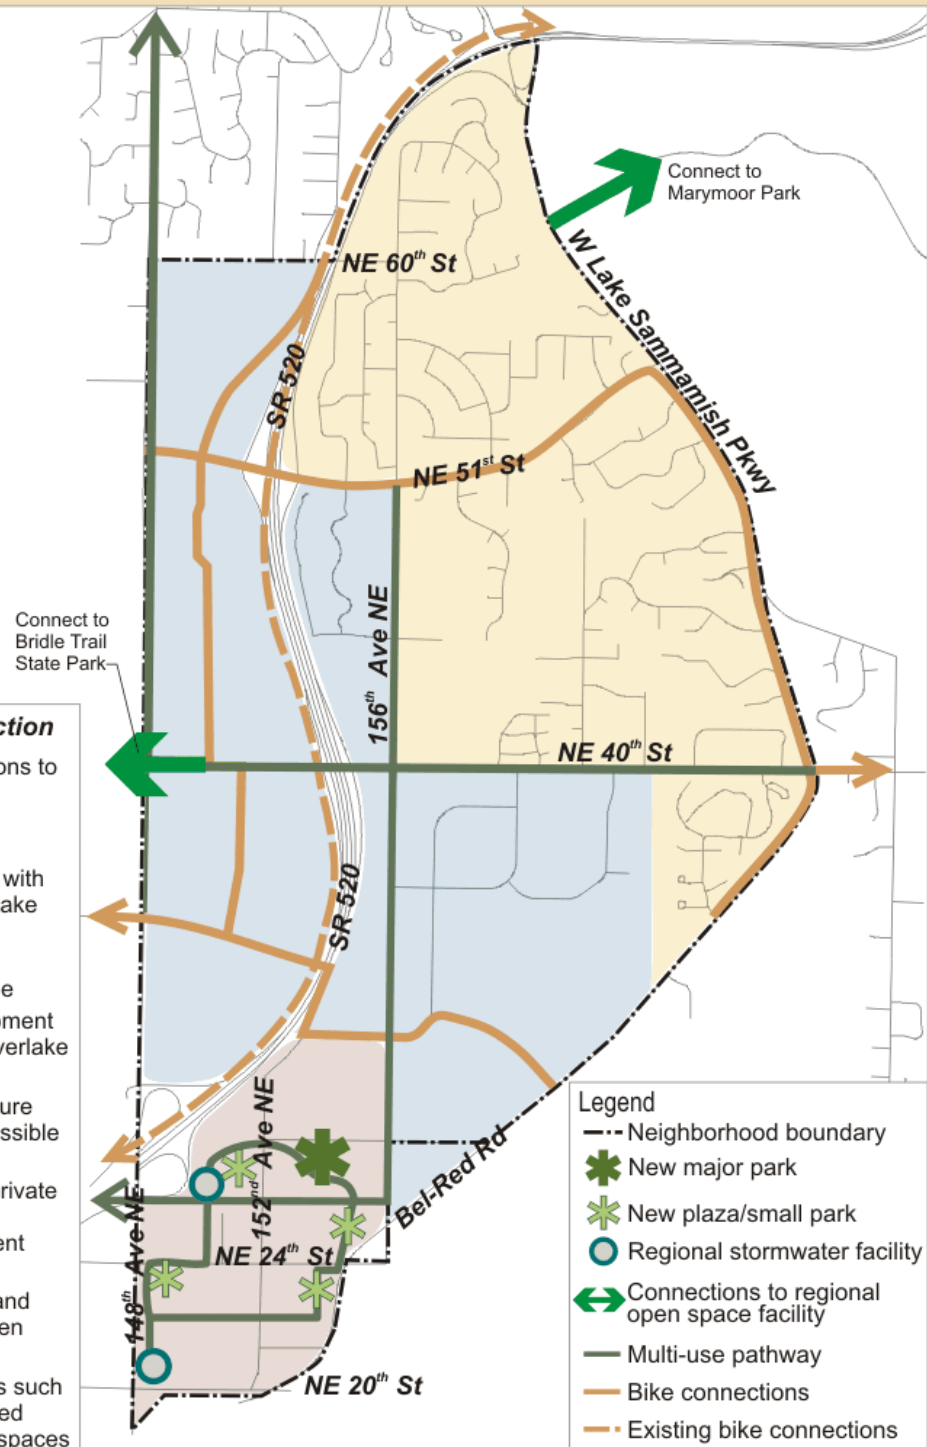 Connect to
Marymoor Park
NE 60th St
W Lake Sammamish Pkwy
SR 520
NE 51st St
156th Ave NE
Connect to
Bridle Trail
State Park
NE 40th St
SR 520
ction
ons to
with
ake
e
pment
verlake
ure
ssible
rivate
ent
and
en
s such
ed
spaces
152nd Ave NE
Bel-Red Rd
148th Ave NE
NE 24th St
NE 20th St
Legend
Neighborhood boundary
New major park
New plaza/small park
Regional stormwater facility
Connections to regional
open space facility
Multi-use pathway
Bike connections
Existing bike connections